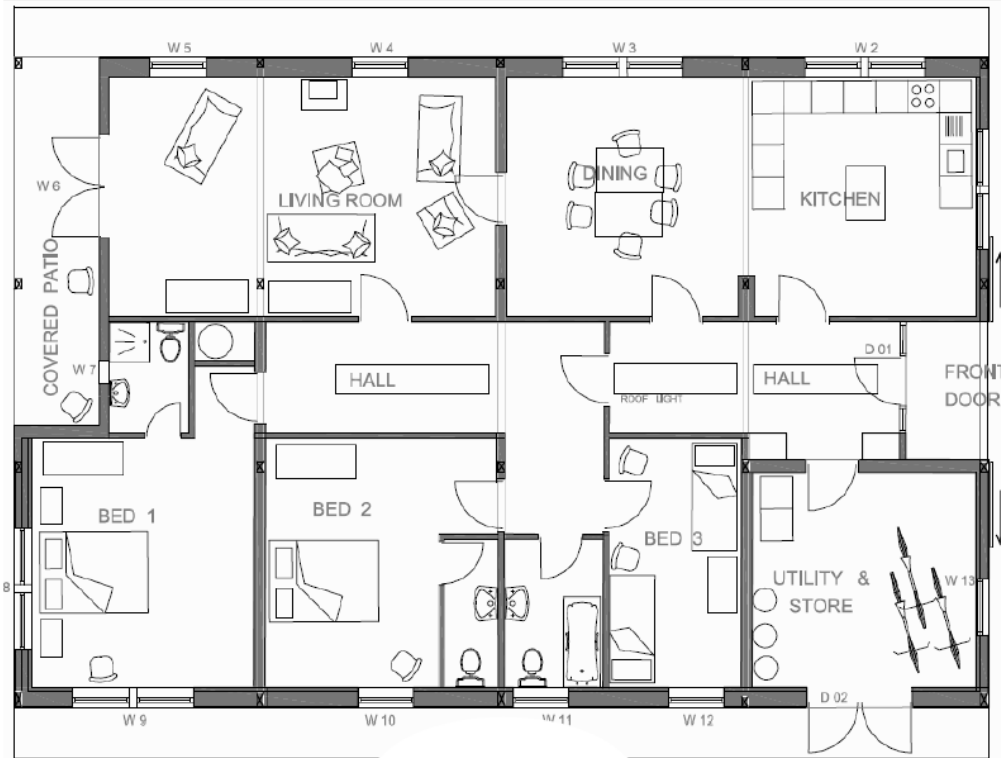 W 5
W 4
W 3
W 2
W 6
LIVING ROOM
DINING
KITCHEN
COVERED PATIO
W 7
HALL
ROOF LIGHT
HALL
D 01
FRONT
DOOR
BED 1
BED 2
BED 3
UTILITY &
STORE
W 13
8
W 9
W 10
W 11
W 12
D 02